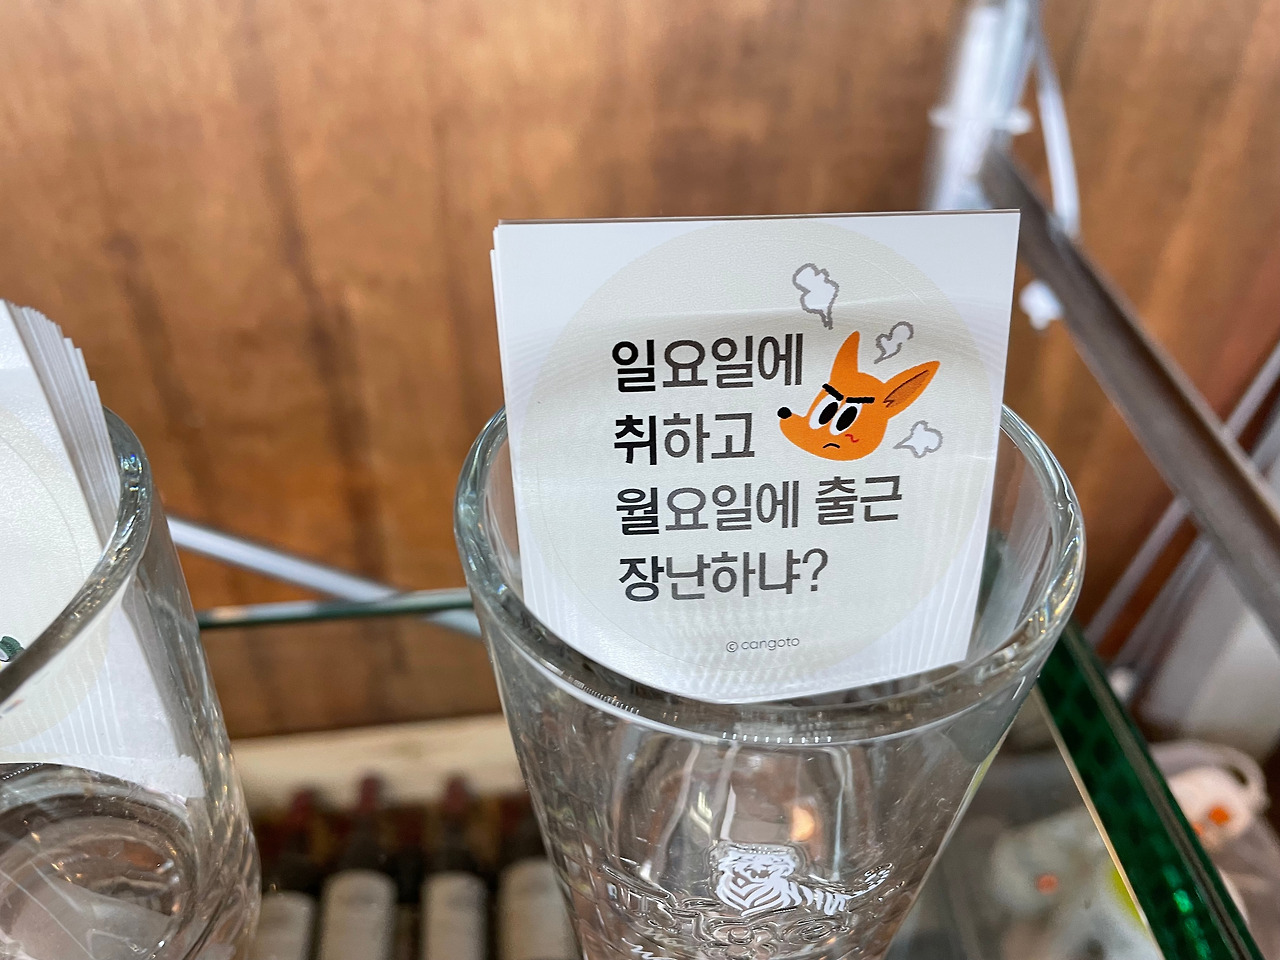 일요일에
취하고
월요일에 출근
장난하냐?
ⓒ cangoto